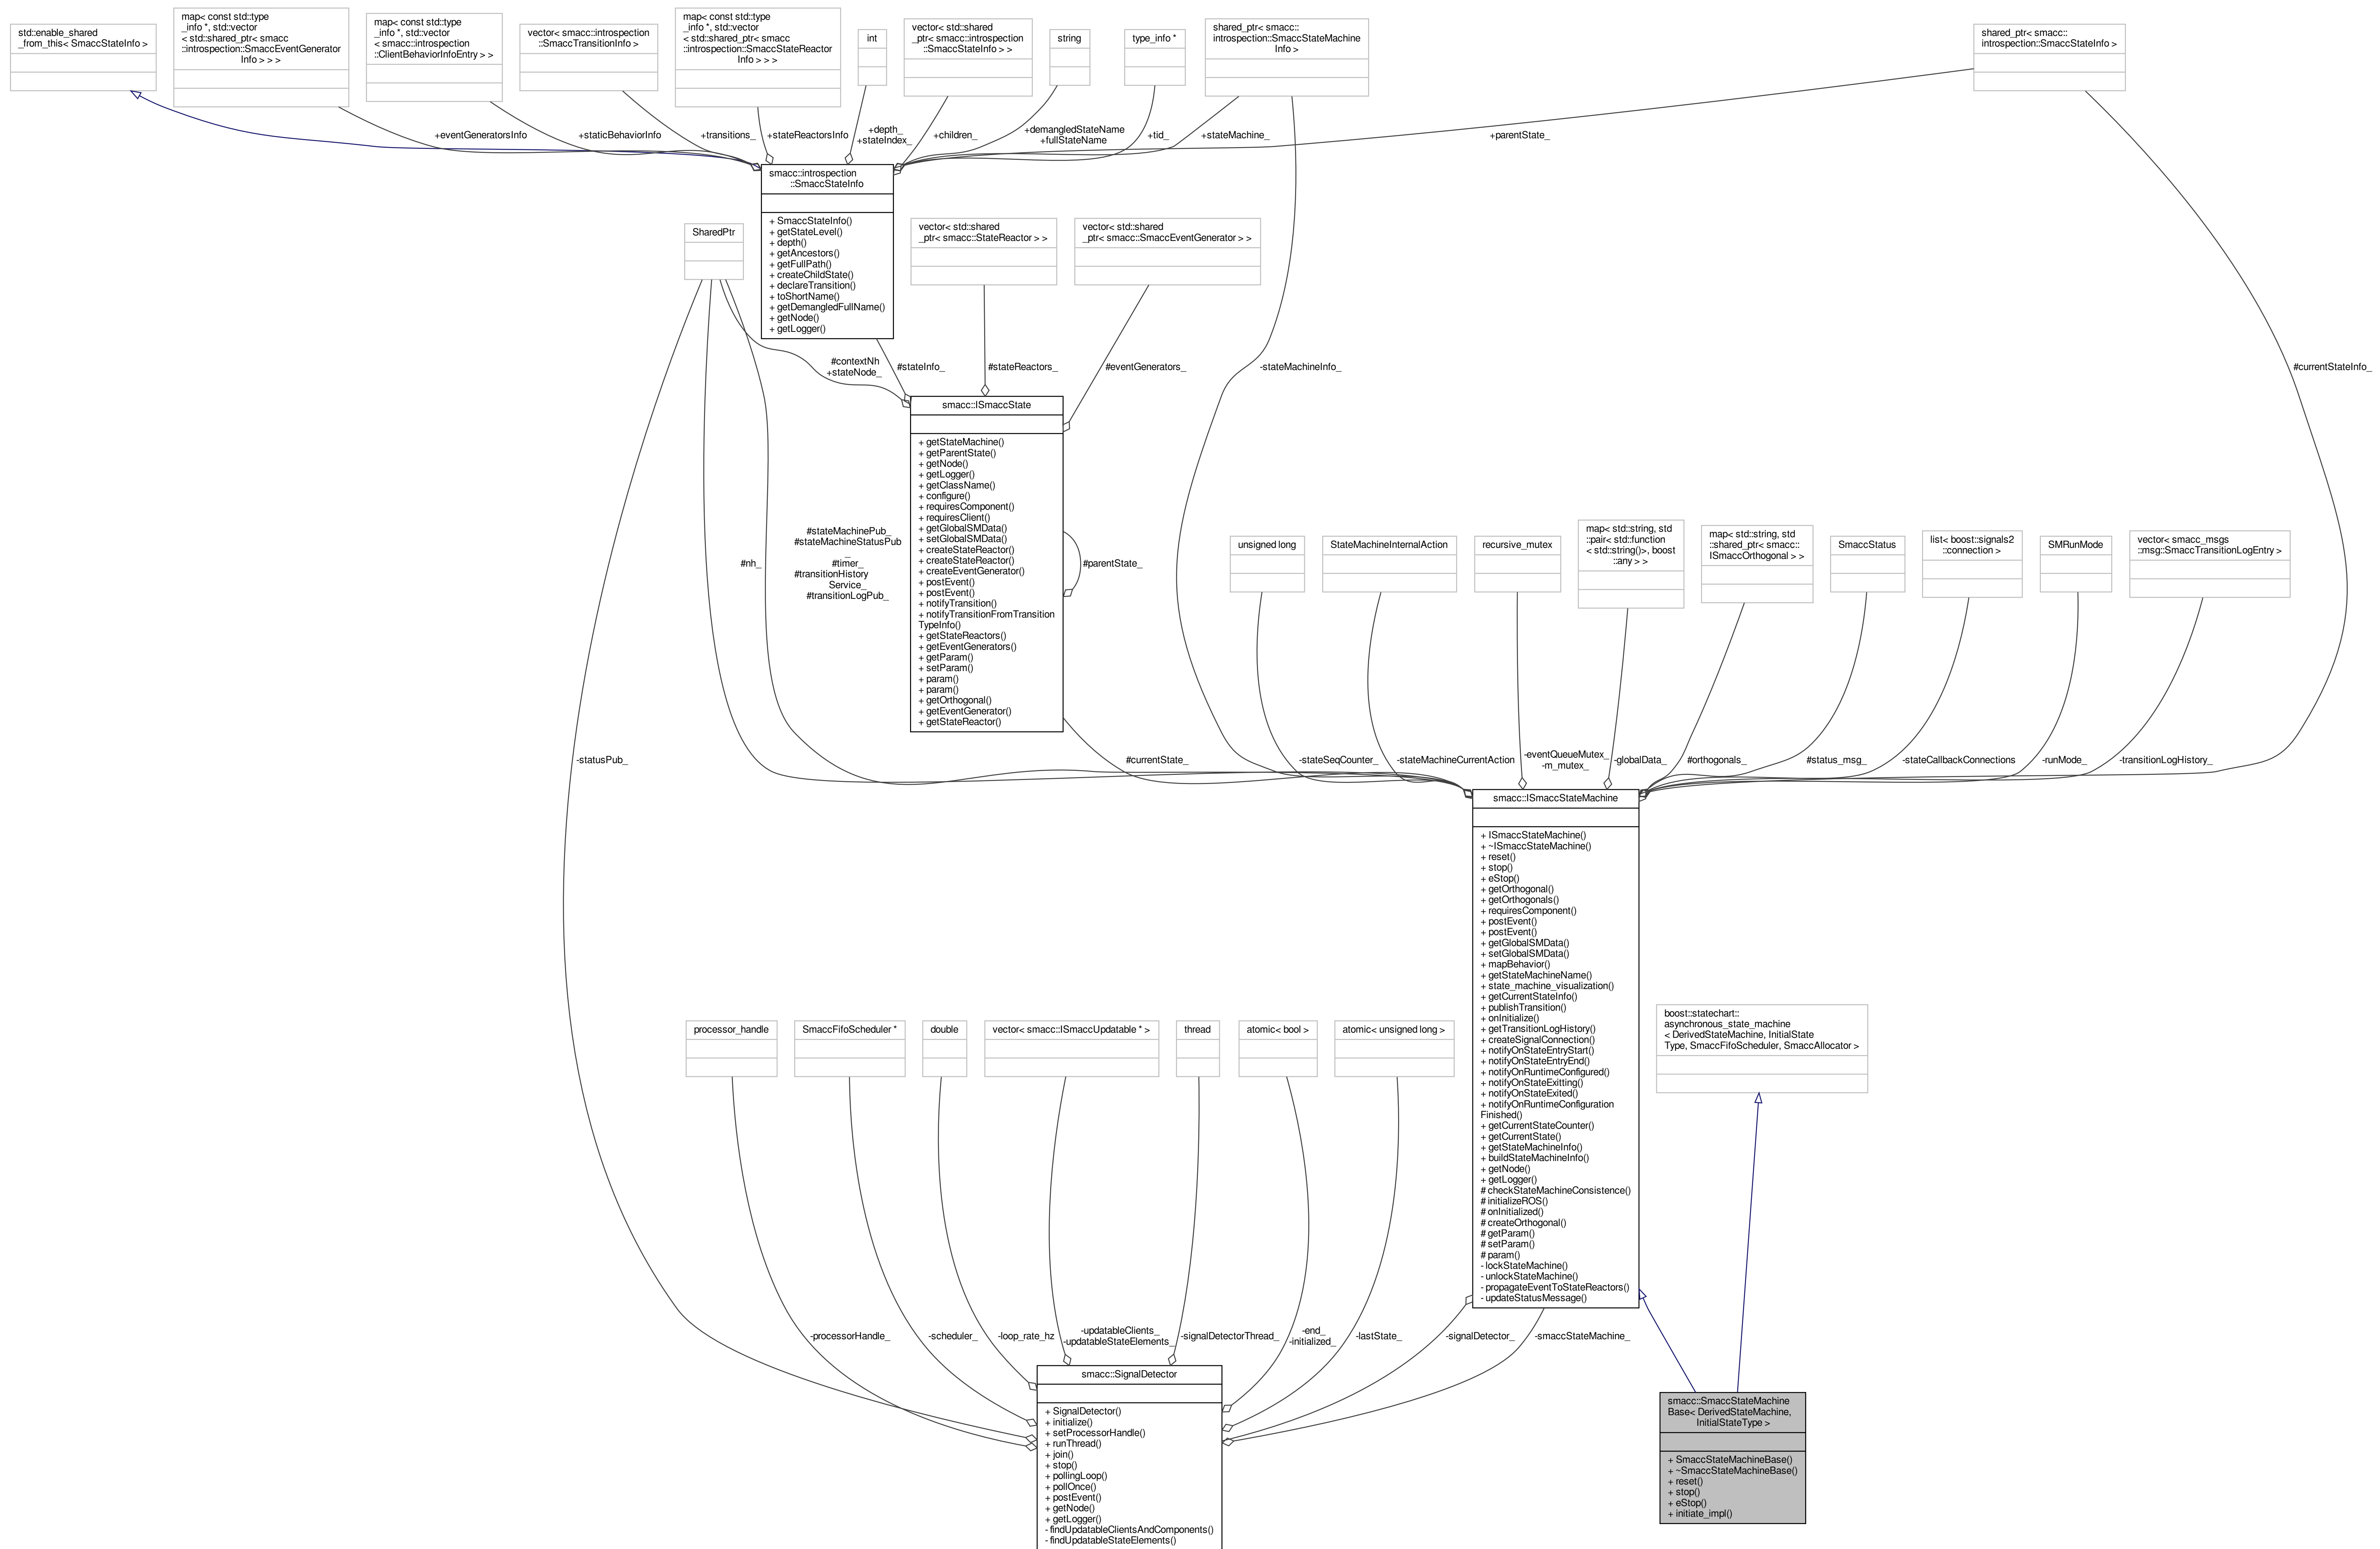 std::enable_shared
_from_this< SmaccStateInfo >
map< const std::type
_info *, std::vector
< std::shared_ptr< smacc
::introspection::SmaccEventGenerator
Info > > >
map< const std::type
_info *, std::vector
< smacc::introspection
::ClientBehaviorInfoEntry > >
vector< smacc::introspection
::SmaccTransitionInfo >
map< const std::type
_info *, std::vector
< std::shared_ptr< smacc
::introspection::SmaccStateReactor
Info > > >
int
vector< std::shared
_ptr< smacc::introspection
::SmaccStateInfo > >
string
type_info *
shared_ptr< smacc::
introspection::SmaccStateMachine
Info >
shared_ptr< smacc::
introspection::SmaccStateInfo >
+eventGeneratorsInfo
+staticBehaviorInfo
+transitions_
+stateReactorsInfo
+depth_
+stateIndex_
+children_
+demangledStateName
+fullStateName
+tid_
+stateMachine_
+parentState_
smacc::introspection
::SmaccStateInfo
+ SmaccStateInfo()
+ getStateLevel()
+ depth()
+ getAncestors()
+ getFullPath()
+ createChildState()
+ declareTransition()
+ toShortName()
+ getDemangledFullName()
+ getNode()
+ getLogger()
SharedPtr
vector< std::shared
_ptr< smacc::StateReactor > >
vector< std::shared
_ptr< smacc::SmaccEventGenerator > >
#contextNh
+stateNode_
#stateInfo_
#stateReactors_
#eventGenerators_
-stateMachineInfo_
#currentStateInfo_
smacc::ISmaccState
+ getStateMachine()
+ getParentState()
+ getNode()
+ getLogger()
+ getClassName()
+ configure()
+ requiresComponent()
+ requiresClient()
+ getGlobalSMData()
+ setGlobalSMData()
+ createStateReactor()
+ createStateReactor()
+ createEventGenerator()
+ postEvent()
+ postEvent()
+ notifyTransition()
+ notifyTransitionFromTransition
TypeInfo()
+ getStateReactors()
+ getEventGenerators()
+ getParam()
+ setParam()
+ param()
+ param()
+ getOrthogonal()
+ getEventGenerator()
+ getStateReactor()
#parentState_
#nh_
#stateMachinePub_
#stateMachineStatusPub
_
#timer_
#transitionHistory
Service_
#transitionLogPub_
unsigned long
StateMachineInternalAction
recursive_mutex
map< std::string, std
::pair< std::function
< std::string()>, boost
::any > >
map< std::string, std
::shared_ptr< smacc::
ISmaccOrthogonal > >
SmaccStatus
list< boost::signals2
::connection >
SMRunMode
vector< smacc_msgs
::msg::SmaccTransitionLogEntry >
-statusPub_
#currentState_
-stateSeqCounter_
-stateMachineCurrentAction
-eventQueueMutex_
-m_mutex_
-globalData_
#orthogonals_
#status_msg_
-stateCallbackConnections
-runMode_
-transitionLogHistory_
smacc::ISmaccStateMachine
+ ISmaccStateMachine()
+ ~ISmaccStateMachine()
+ reset()
+ stop()
+ eStop()
+ getOrthogonal()
+ getOrthogonals()
+ requiresComponent()
+ postEvent()
+ postEvent()
+ getGlobalSMData()
+ setGlobalSMData()
+ mapBehavior()
+ getStateMachineName()
+ state_machine_visualization()
+ getCurrentStateInfo()
+ publishTransition()
+ onInitialize()
+ getTransitionLogHistory()
+ createSignalConnection()
+ notifyOnStateEntryStart()
+ notifyOnStateEntryEnd()
+ notifyOnRuntimeConfigured()
+ notifyOnStateExitting()
+ notifyOnStateExited()
+ notifyOnRuntimeConfiguration
Finished()
+ getCurrentStateCounter()
+ getCurrentState()
+ getStateMachineInfo()
+ buildStateMachineInfo()
+ getNode()
+ getLogger()
# checkStateMachineConsistence()
# initializeROS()
# onInitialized()
# createOrthogonal()
# getParam()
# setParam()
# param()
- lockStateMachine()
- unlockStateMachine()
- propagateEventToStateReactors()
- updateStatusMessage()
processor_handle
SmaccFifoScheduler *
double
vector< smacc::ISmaccUpdatable * >
thread
atomic< bool >
atomic< unsigned long >
boost::statechart::
asynchronous_state_machine
< DerivedStateMachine, InitialState
Type, SmaccFifoScheduler, SmaccAllocator >
-processorHandle_
-scheduler_
-loop_rate_hz
-updatableClients_
-updatableStateElements_
-signalDetectorThread_
-end_
-initialized_
-lastState_
-signalDetector_
-smaccStateMachine_
smacc::SignalDetector
+ SignalDetector()
+ initialize()
+ setProcessorHandle()
+ runThread()
+ join()
+ stop()
+ pollingLoop()
+ pollOnce()
+ postEvent()
+ getNode()
+ getLogger()
- findUpdatableClientsAndComponents()
- findUpdatableStateElements()
smacc::SmaccStateMachine
Base< DerivedStateMachine,
InitialStateType >
+ SmaccStateMachineBase()
+ ~SmaccStateMachineBase()
+ reset()
+ stop()
+ eStop()
+ initiate_impl()